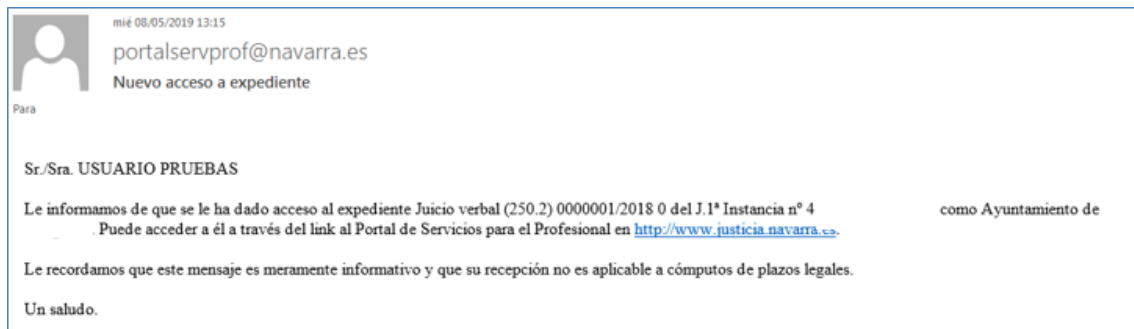 mié 08/05/2019 13:15
portalservprof@navarra.es
Nuevo acceso a expediente
Para
Sr./Sra. USUARIO PRUEBAS
Le informamos de que se le ha dado acceso al expediente Juicio verbal (250.2) 0000001/2018 0 del J.1ª Instancia nº 4 como Ayuntamiento de
. Puede acceder a él a través del link al Portal de Servicios para el Profesional en http://www.justicia.navarra.es.
Le recordamos que este mensaje es meramente informativo y que su recepción no es aplicable a cómputos de plazos legales.
Un saludo.